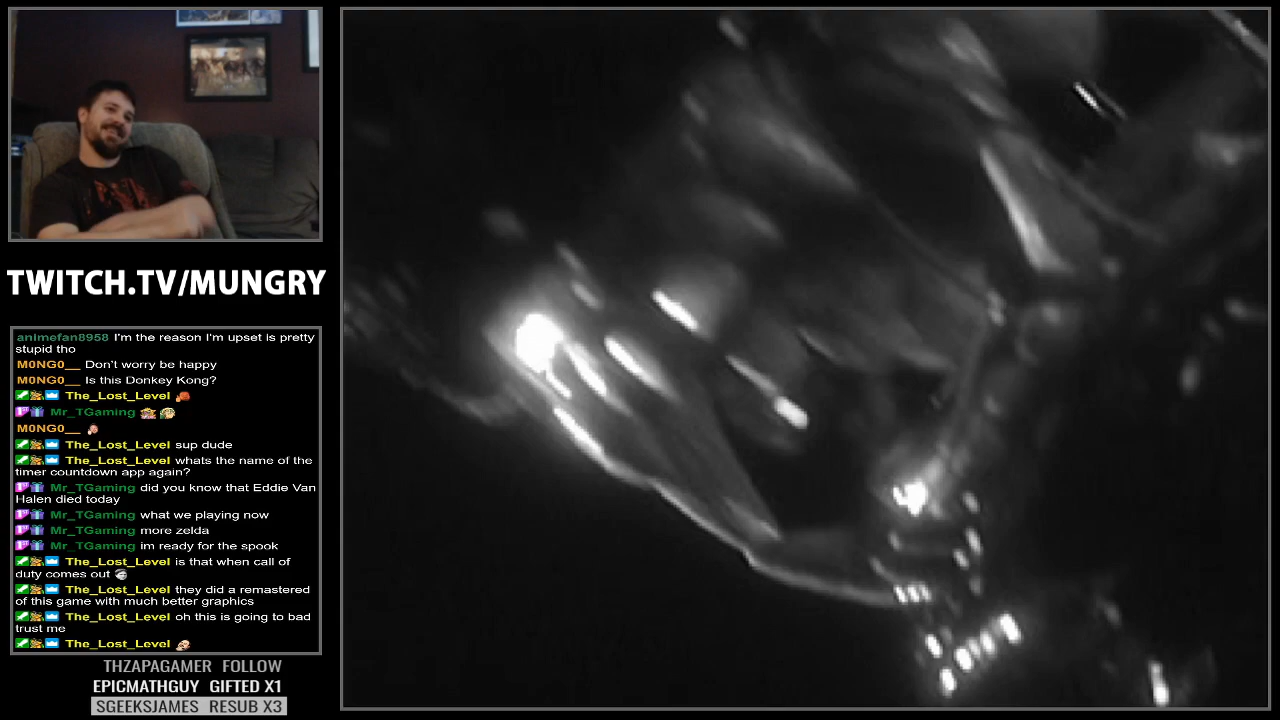 TWITCH.TV/MUNGRY
animefan8958 I'm the reason I'm upset is pretty
stupid tho
M0NG0__ Don't worry be happy
M0NG0__ Is this Donkey Kong?
The_Lost_Level
Mr_TGaming
M0NG0__
The_Lost_Level sup dude
The_Lost_Level whats the name of the
timer countdown app again?
Mr_TGaming did you know that Eddie Van
Halen died today
Mr_TGaming what we playing now
Mr_TGaming more zelda
Mr_TGaming im ready for the spook
The_Lost_Level is that when call of
duty comes out
The_Lost_Level they did a remastered
of this game with much better graphics
The_Lost_Level oh this is going to bad
trust me
The_Lost_Level
THZAPAGAMER FOLLOW
EPICMATHGUY GIFTED X1
SGEEKSJAMES RESUB X3